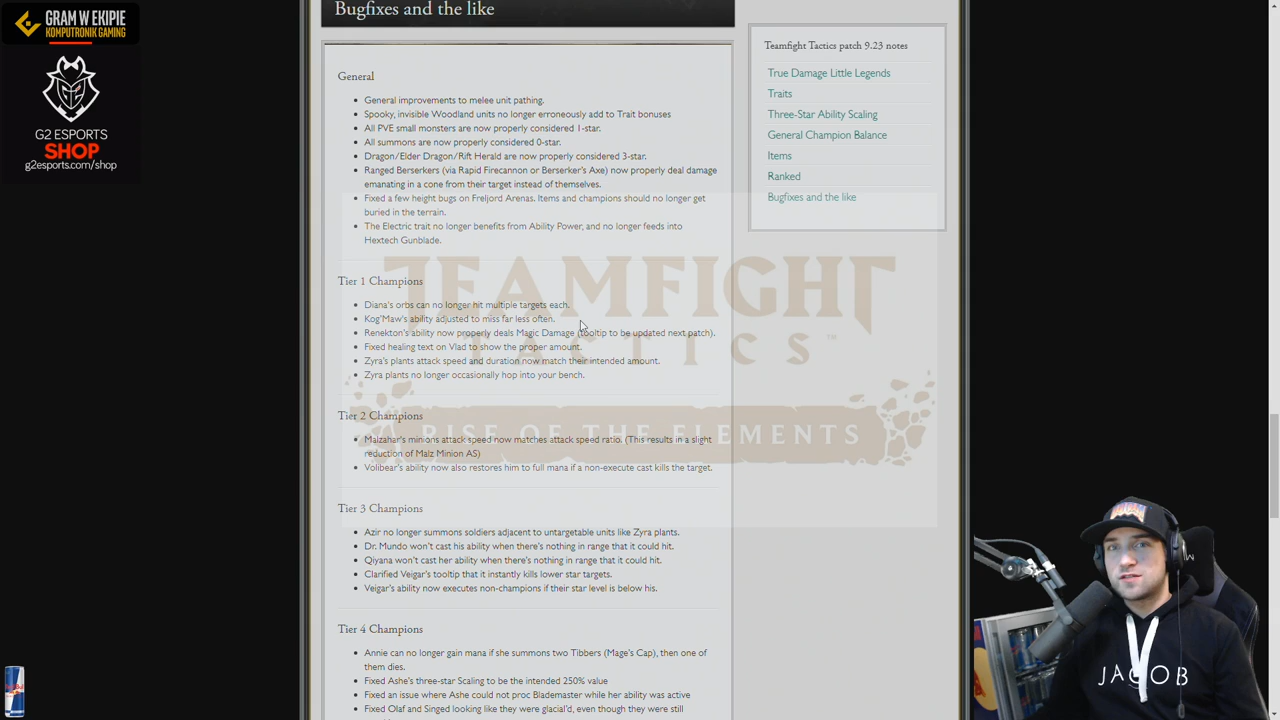 GRAM W EKIPIE
KOMPUTRONIK GAMING
G2 ESPORTS
SHOP
g2esports.com/shop
Bugfixes and the like
General
General improvements to melee unit pathing.
Spooky, invisible Woodland units no longer erroneously add to Trait bonuses
All PVE small monsters are now properly considered 1-star.
All summons are now properly considered 0-star.
Dragon/Elder Dragon/Rift Herald are now properly considered 3-star.
Ranged Berserkers (via Rapid Firecannon or Berserker's Axe) now properly deal damage
emanating in a cone from their target instead of themselves.
Fixed a few height bugs on Freljord Arenas. Items and champions should no longer get
buried in the terrain.
The Electric trait no longer benefits from Ability Power, and no longer feeds into
Hextech Gunblade.
Tier 1 Champions
Diana's orbs can no longer hit multiple targets each.
Kog'Maw's ability adjusted to miss far less often.
Renekton's ability now properly deals Magic Damage (tooltip to be updated next patch).
Fixed healing text on Vlad to show the proper amount.
Zyra's plants attack speed and duration now match their intended amount.
Zyra plants no longer occasionally hop into your bench.
Tier 2 Champions
Malzahar's minions attack speed now matches attack speed ratio. (This results in a slight
reduction of Malz Minion AS)
Volibear's ability now also restores him to full mana if a non-execute cast kills the target.
Tier 3 Champions
Azir no longer summons soldiers adjacent to untargetable units like Zyra plants.
Dr. Mundo won't cast his ability when there's nothing in range that it could hit.
Qiyana won't cast her ability when there's nothing in range that it could hit.
Clarified Veigar's tooltip that it instantly kills lower star targets.
Veigar's ability now executes non-champions if their star level is below his.
Tier 4 Champions
Annie can no longer gain mana if she summons two Tibbers (Mage's Cap), then one of
them dies.
Fixed Ashe's three-star Scaling to be the intended 250% value
Fixed an issue where Ashe could not proc Blademaster while her ability was active
Fixed Olaf and Singed looking like they were glacial'd, even though they were still
Teamfight Tactics patch 9.23 notes
True Damage Little Legends
Traits
Three-Star Ability Scaling
General Champion Balance
Items
Ranked
Bugfixes and the like
TEAMFIGHT
TACTICS™
RISE OF THE ELEMENTS
JACOB